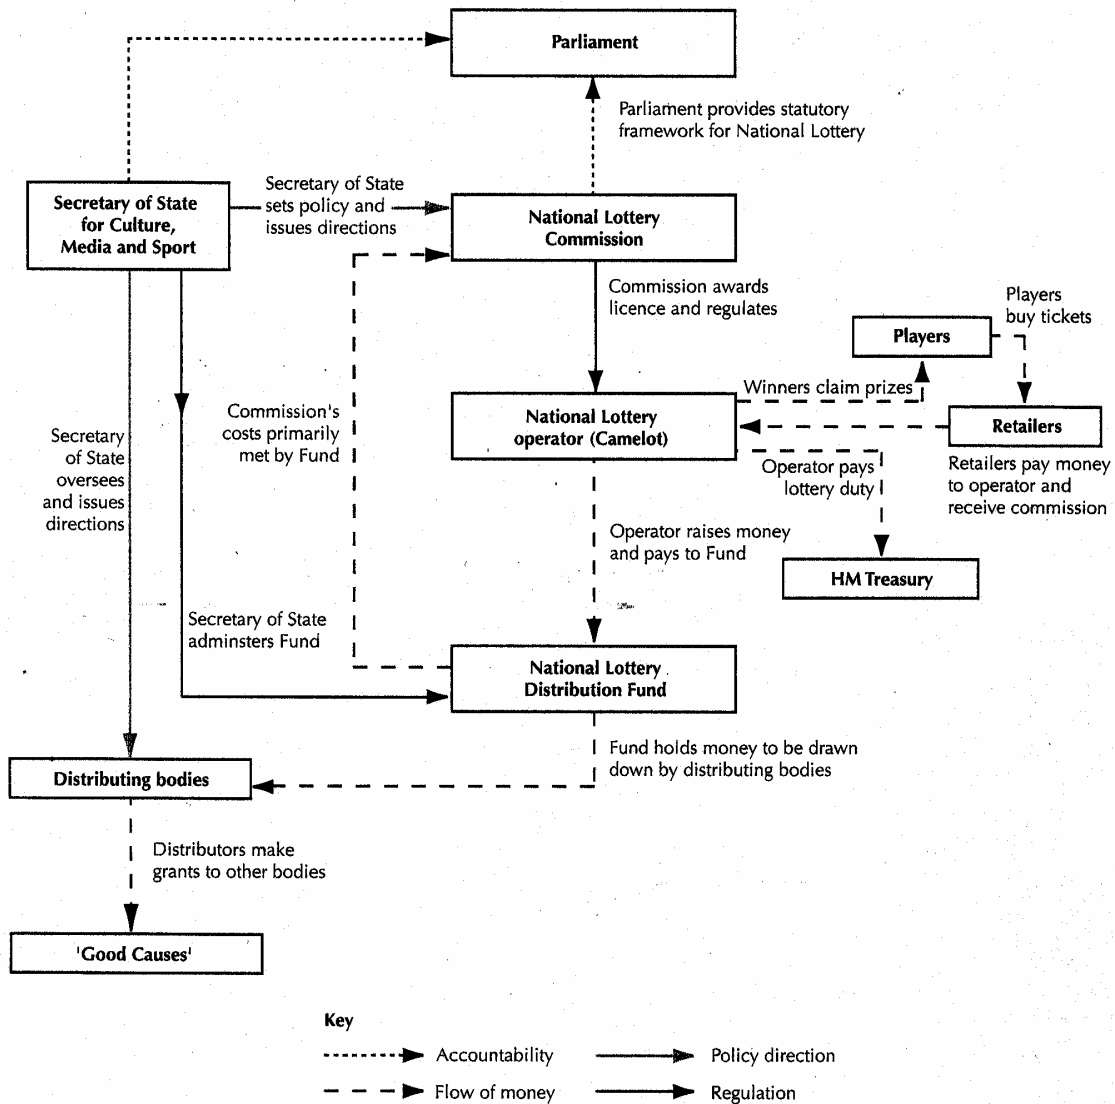 Parliament
Parliament provides statutory
framework for National Lottery
Secretary of State
for Culture,
Media and Sport
Secretary of State
sets policy and
issues directions
National Lottery
Commission
Commission awards
licence and regulates
Players
buy tickets
Players
Winners claim prizes
National Lottery
operator (Camelot)
Retailers
Retailers pay money
to operator and
receive commission
Operator pays
lottery duty
HM Treasury
Commission's
costs primarily
met by Fund
Secretary
of State
oversees
and issues
directions
Operator raises money
and pays to Fund
Secretary of State
adminsters Fund
National Lottery
Distribution Fund
Fund holds money to be drawn
down by distributing bodies
Distributing bodies
Distributors make
grants to other bodies
'Good Causes'
Key
Accountability
Policy direction
Flow of money
Regulation